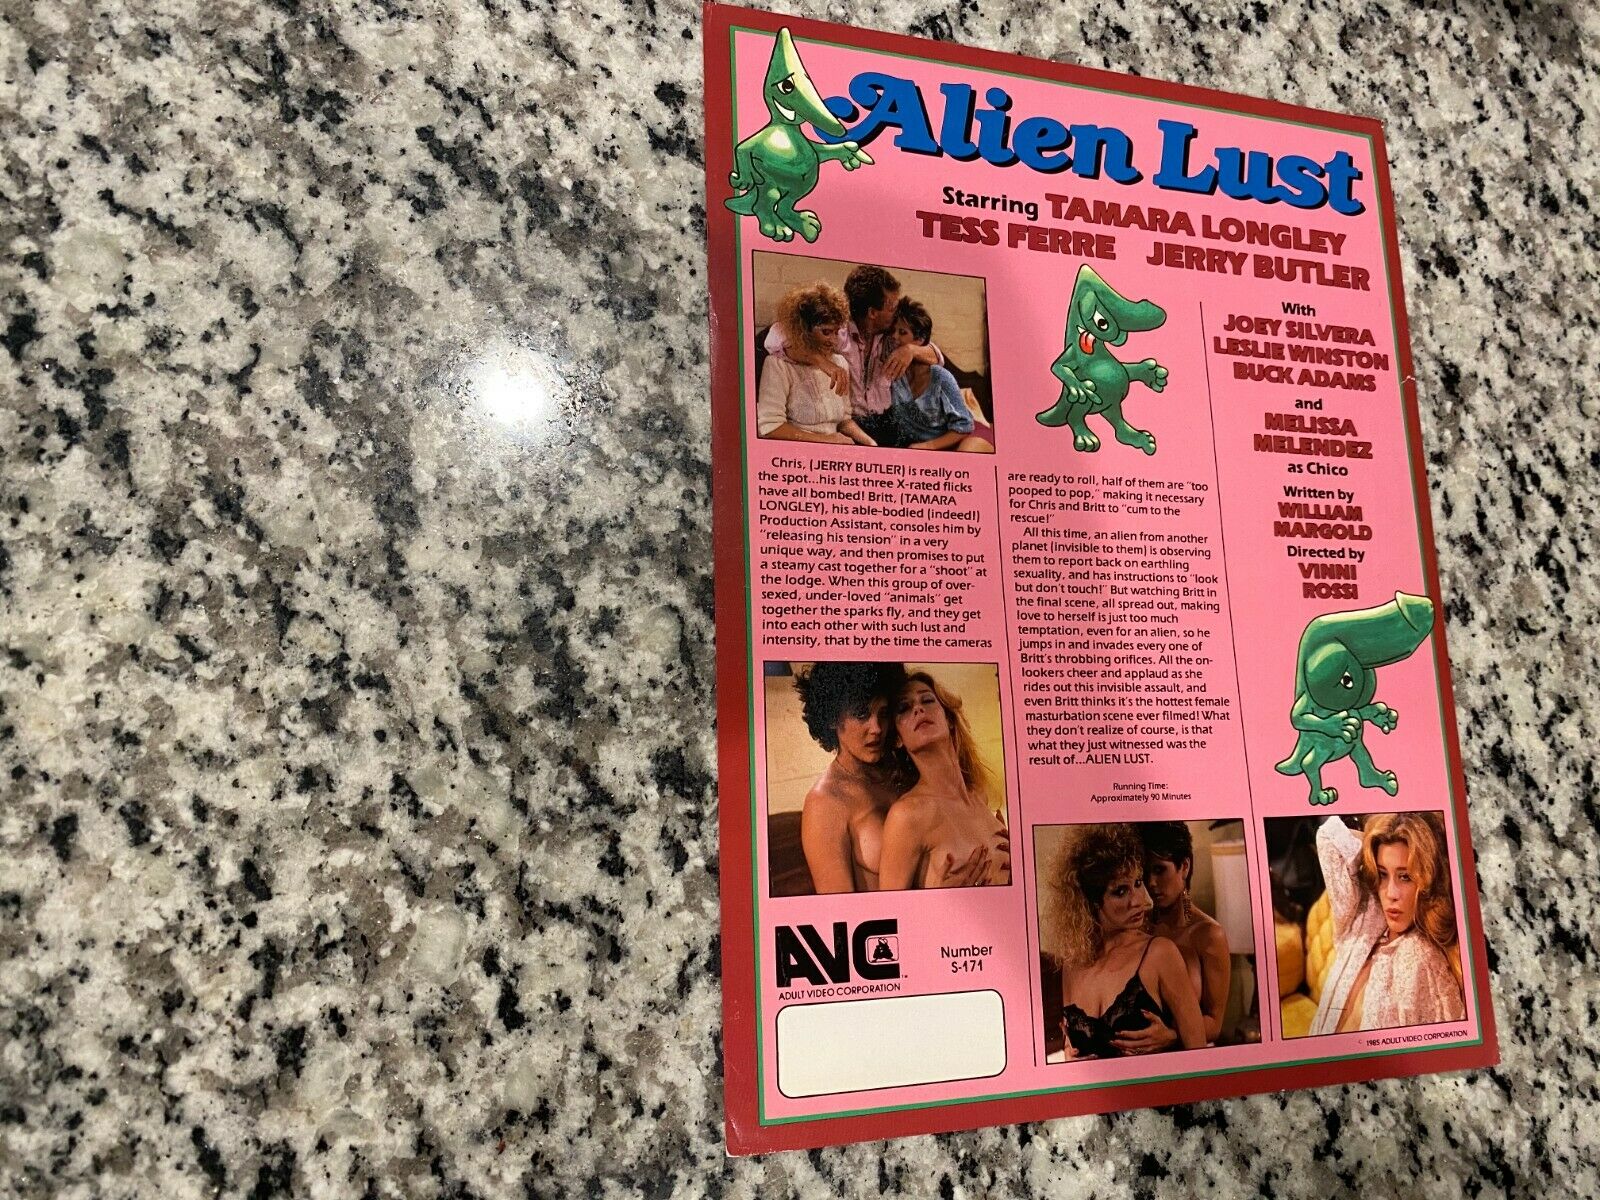 Alien Lust
Starring TAMARA LONGLEY
TESS FERRE JERRY BUTLER
Chris, (JERRY BUTLER) is really on
the spot...his last three X-rated flicks
have all bombed! Britt, (TAMARA
LONGLEY), his able-bodied (indeed!)
Production Assistant, consoles him by
"releasing his tension" in a very
unique way, and then promises to put
a steamy cast together for a "shoot" at
the lodge. When this group of over-
sexed, under-loved "animals" get
together the sparks fly, and they get
into each other with such lust and
intensity, that by the time the cameras
are ready to roll, half of them are "too
pooped to pop," making it necessary
for Chris and Britt to "cum to the
rescue!"
All this time, an alien from another
planet (invisible to them) is observing
them to report back on earthling
sexuality, and has instructions to "look
but don't touch!" But watching Britt in
the final scene, all spread out, making
love to herself is just too much
temptation, even for an alien, so he
jumps in and invades every one of
Britt's throbbing orifices. All the on-
lookers cheer and applaud as she
rides out this invisible assault, and
even Britt thinks it's the hottest female
masturbation scene ever filmed! What
they don't realize of course, is that
what they just witnessed was the
result of...ALIEN LUST.
Running Time:
Approximately 90 Minutes
With
JOEY SILVERA
LESLIE WINSTON
BUCK ADAMS
and
MELISSA
MELENDEZ
as Chico
Written by
WILLIAM
MARGOLD
Directed by
VINNI
ROSSI
AVC
ADULT VIDEO CORPORATION
Number
S-171
© 1985 ADULT VIDEO CORPORATION